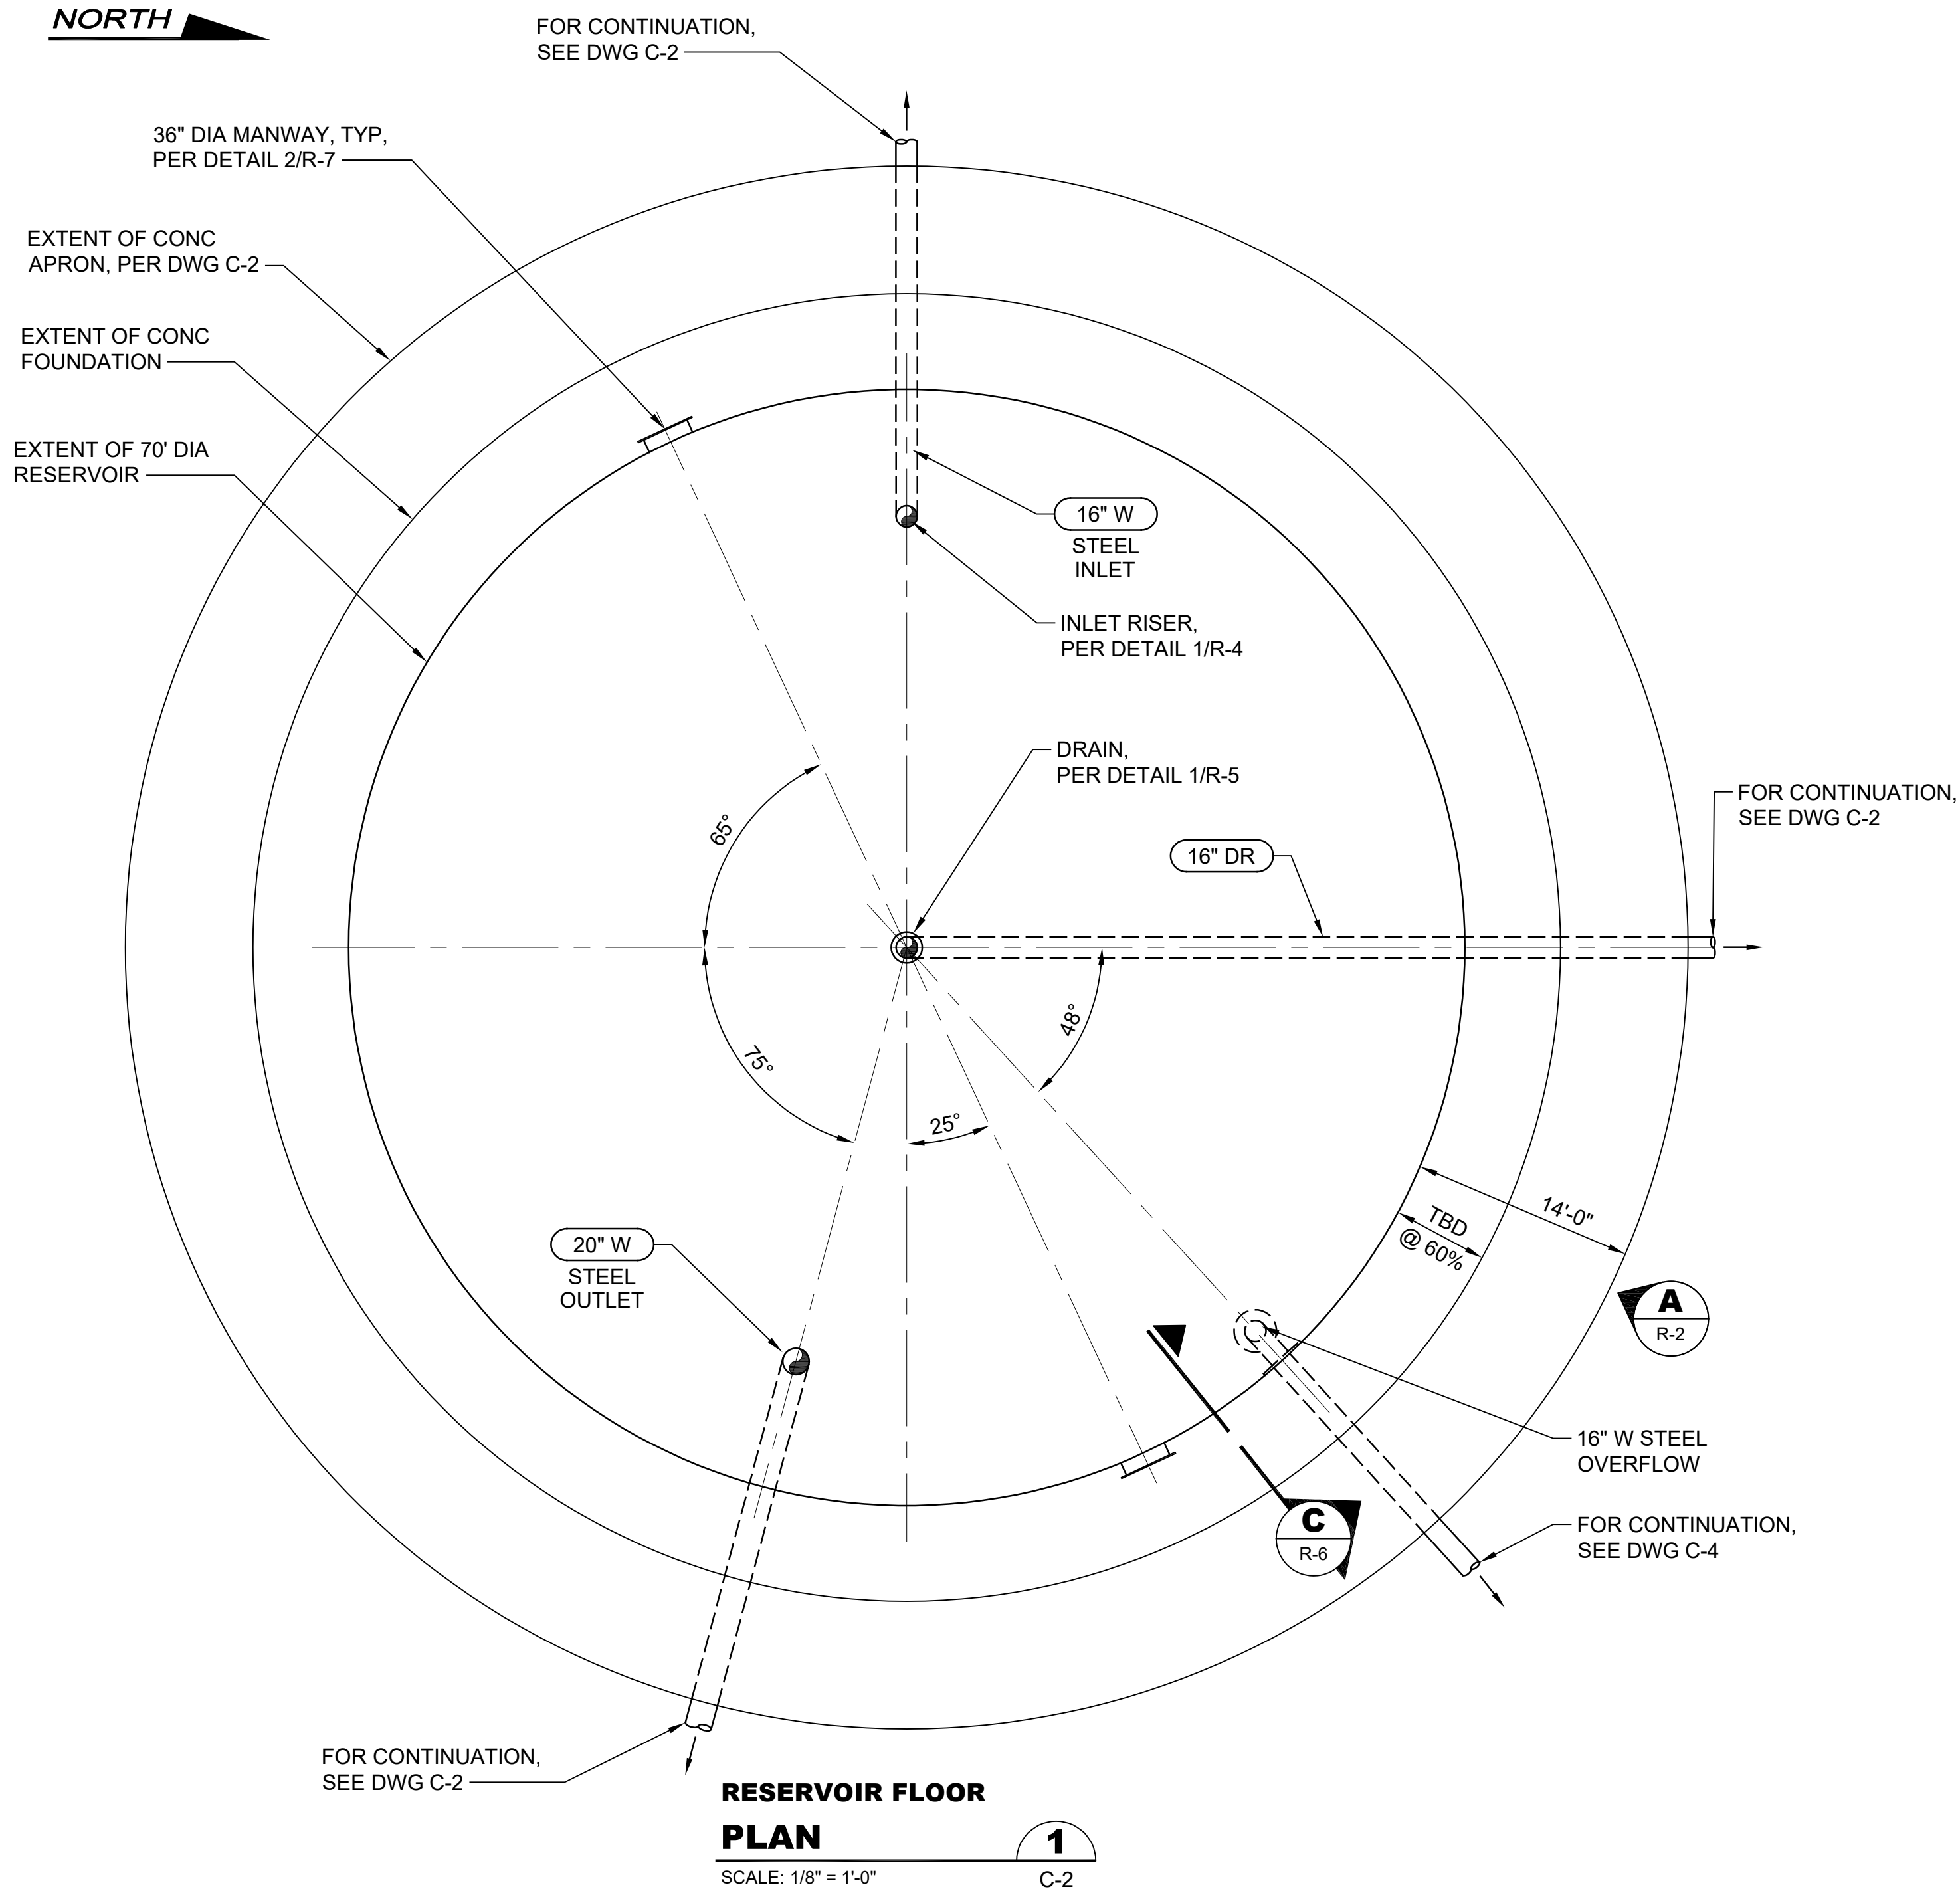 NORTH
FOR CONTINUATION,
SEE DWG C-2
36" DIA MANWAY, TYP,
PER DETAIL 2/R-7
EXTENT OF CONC
APRON, PER DWG C-2
EXTENT OF CONC
FOUNDATION
EXTENT OF 70' DIA
RESERVOIR
16" W
STEEL
INLET
INLET RISER,
PER DETAIL 1/R-4
DRAIN,
PER DETAIL 1/R-5
FOR CONTINUATION,
SEE DWG C-2
16" DR
65°
48°
75°
25°
14'-0"
TBD
@ 60%
20" W
STEEL
OUTLET
A
R-2
16" W STEEL
OVERFLOW
C
R-6
FOR CONTINUATION,
SEE DWG C-4
FOR CONTINUATION,
SEE DWG C-2
RESERVOIR FLOOR
PLAN
1
SCALE: 1/8" = 1'-0"
C-2